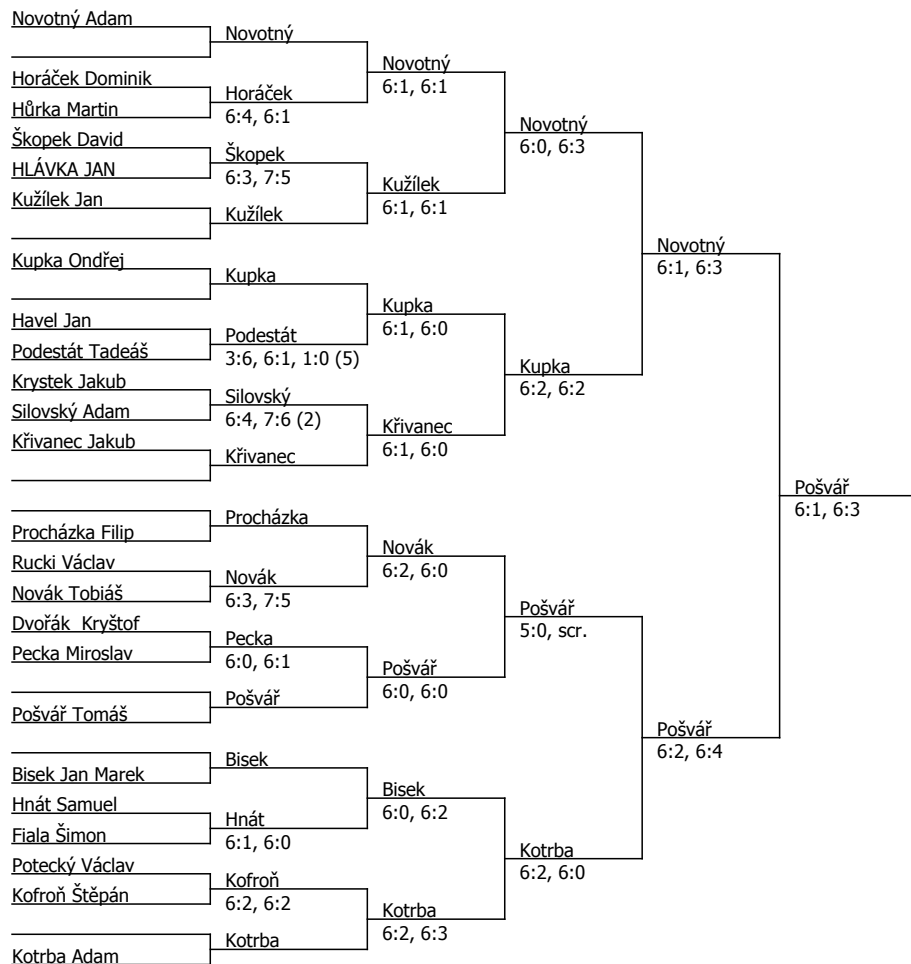 Novotný Adam
Novotný
Novotný
6:1, 6:1
Horáček Dominik
Horáček
6:4, 6:1
Hůrka Martin
Novotný
6:0, 6:3
Škopek David
Škopek
6:3, 7:5
HLÁVKA JAN
Kužílek
6:1, 6:1
Kužílek Jan
Kužílek
Novotný
6:1, 6:3
Kupka Ondřej
Kupka
Kupka
6:1, 6:0
Havel Jan
Podestát
3:6, 6:1, 1:0 (5)
Podestát Tadeáš
Kupka
6:2, 6:2
Krystek Jakub
Silovský
6:4, 7:6 (2)
Silovský Adam
Křivanec
6:1, 6:0
Křivanec Jakub
Křivanec
Pošvář
6:1, 6:3
Procházka
Procházka Filip
Novák
6:2, 6:0
Rucki Václav
Novák
6:3, 7:5
Novák Tobiáš
Pošvář
5:0, scr.
Dvořák  Kryštof
Pecka
6:0, 6:1
Pecka Miroslav
Pošvář
6:0, 6:0
Pošvář
Pošvář Tomáš
Pošvář
6:2, 6:4
Bisek
Bisek Jan Marek
Bisek
6:0, 6:2
Hnát Samuel
Hnát
6:1, 6:0
Fiala Šimon
Kotrba
6:2, 6:0
Potecký Václav
Kofroň
6:2, 6:2
Kofroň Štěpán
Kotrba
6:2, 6:3
Kotrba
Kotrba Adam